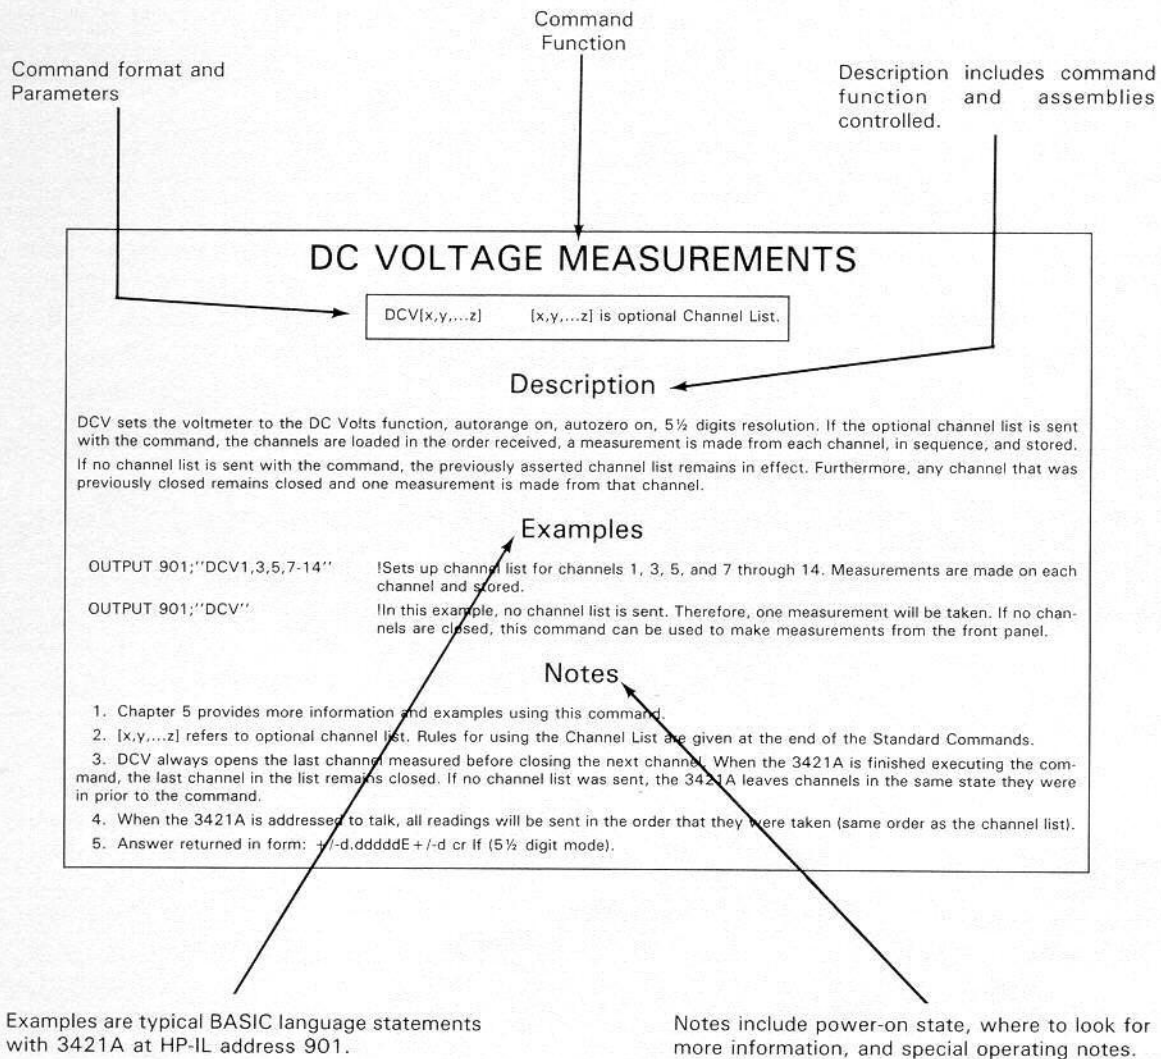 Command
Function
Command format and
Parameters
Description includes command
function and assemblies
controlled.
DC VOLTAGE MEASUREMENTS
DCV[x,y,...z] [x,y,...z] is optional Channel List.
Description
DCV sets the voltmeter to the DC Volts function, autorange on, autozero on, 5½ digits resolution. If the optional channel list is sent
with the command, the channels are loaded in the order received, a measurement is made from each channel, in sequence, and stored.
If no channel list is sent with the command, the previously asserted channel list remains in effect. Furthermore, any channel that was
previously closed remains closed and one measurement is made from that channel.
Examples
OUTPUT 901;''DCV1,3,5,7-14'' !Sets up channel list for channels 1, 3, 5, and 7 through 14. Measurements are made on each
channel and stored.
OUTPUT 901;''DCV'' !In this example, no channel list is sent. Therefore, one measurement will be taken. If no chan-
nels are closed, this command can be used to make measurements from the front panel.
Notes
1. Chapter 5 provides more information and examples using this command.
2. [x,y,...z] refers to optional channel list. Rules for using the Channel List are given at the end of the Standard Commands.
3. DCV always opens the last channel measured before closing the next channel. When the 3421A is finished executing the com-
mand, the last channel in the list remains closed. If no channel list was sent, the 3421A leaves channels in the same state they were
in prior to the command.
4. When the 3421A is addressed to talk, all readings will be sent in the order that they were taken (same order as the channel list).
5. Answer returned in form: +/-d.dddddE+/-d cr lf (5½ digit mode).
Examples are typical BASIC language statements
with 3421A at HP-IL address 901.
Notes include power-on state, where to look for
more information, and special operating notes.